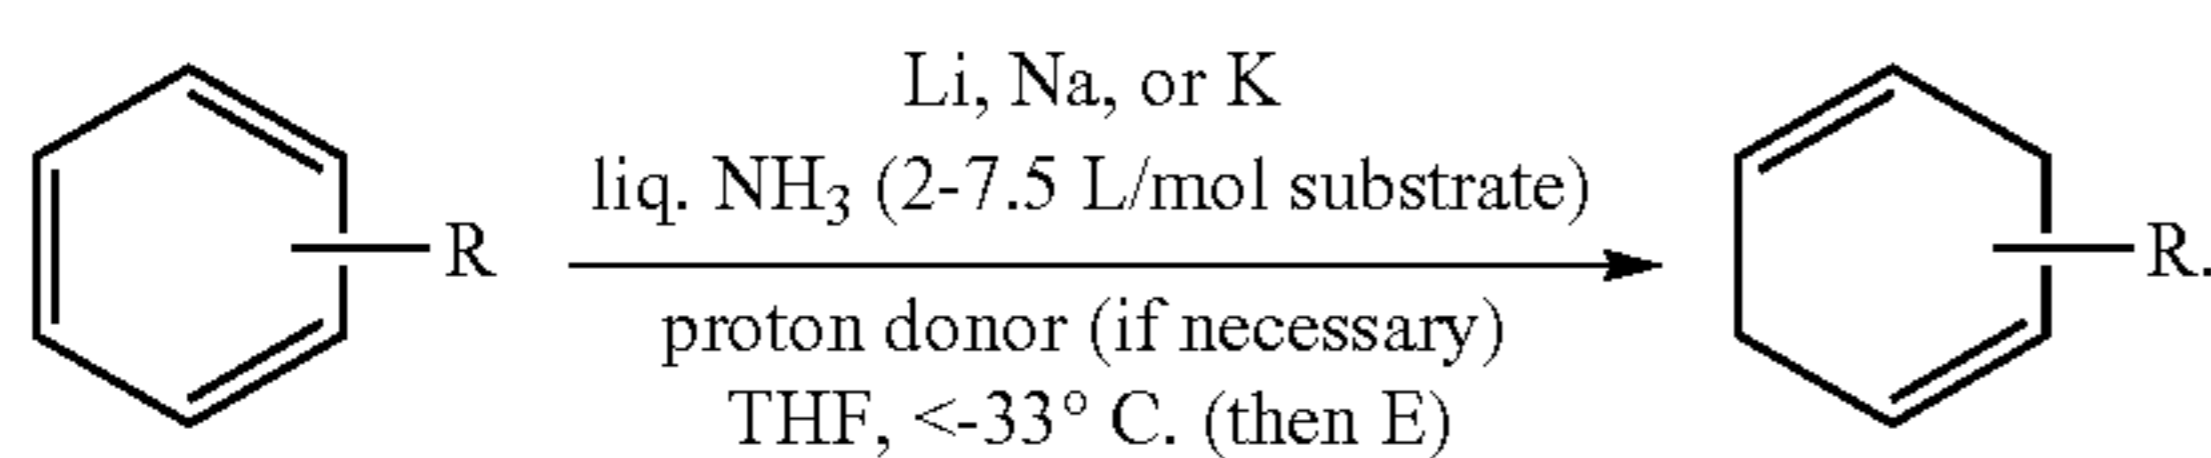 Li, Na, or K
liq. NH₃ (2-7.5 L/mol substrate)
R
R.
proton donor (if necessary)
THF, <-33° C. (then E)